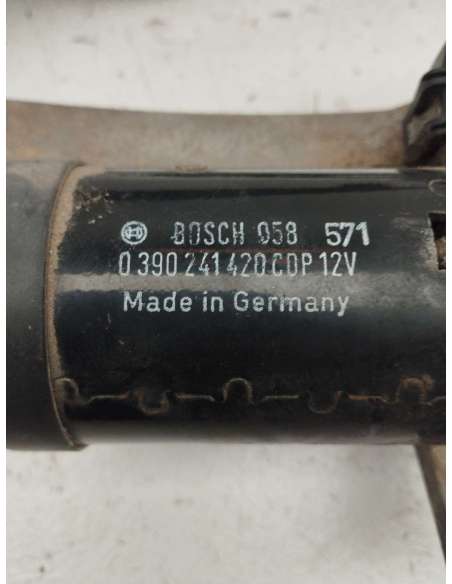 BOSCH 058 571
0 390 241 420 CDP 12V
Made in Germany